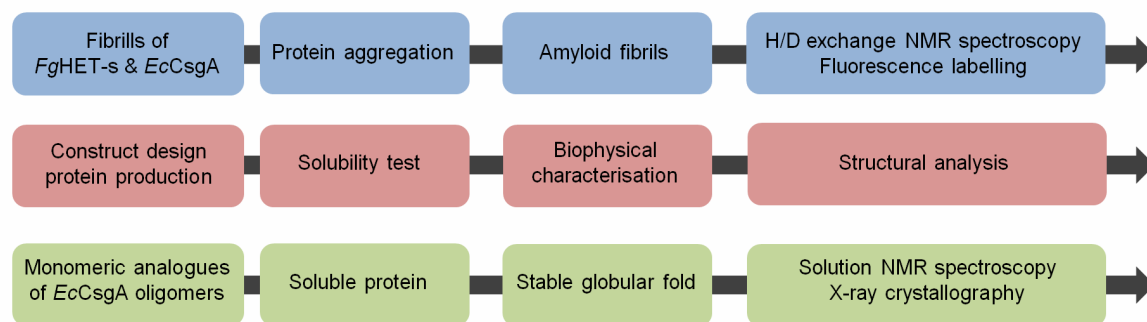 Fibrills of
FgHET-s & EcCsgA
Protein aggregation
Amyloid fibrils
H/D exchange NMR spectroscopy
Fluorescence labelling
Construct design
protein production
Solubility test
Biophysical
characterisation
Structural analysis
Monomeric analogues
of EcCsgA oligomers
Soluble protein
Stable globular fold
Solution NMR spectroscopy
X-ray crystallography